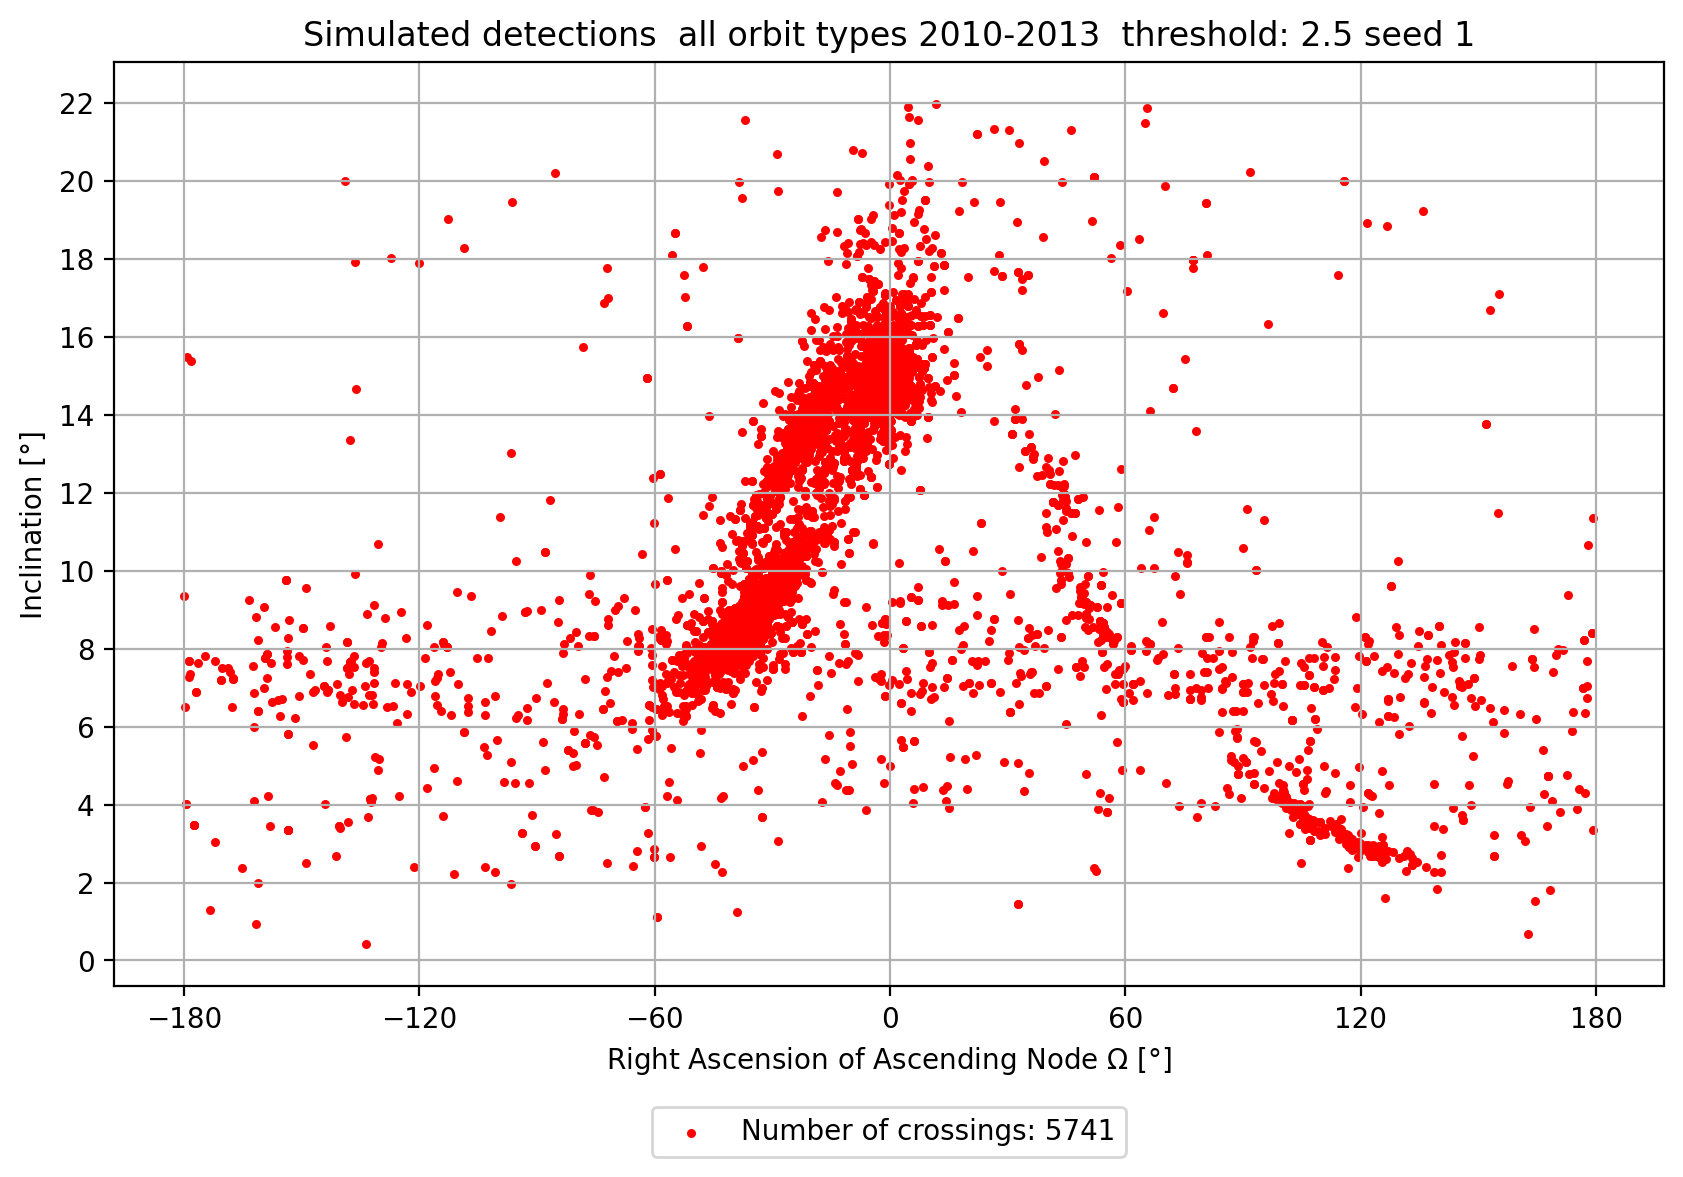 Simulated detections  all orbit types 2010-2013  threshold: 2.5 seed 1
Inclination [°]
22
20
18
16
14
12
10
8
6
4
2
0
−180 −120 −60 0 60 120 180
Right Ascension of Ascending Node Ω [°]
Number of crossings: 5741